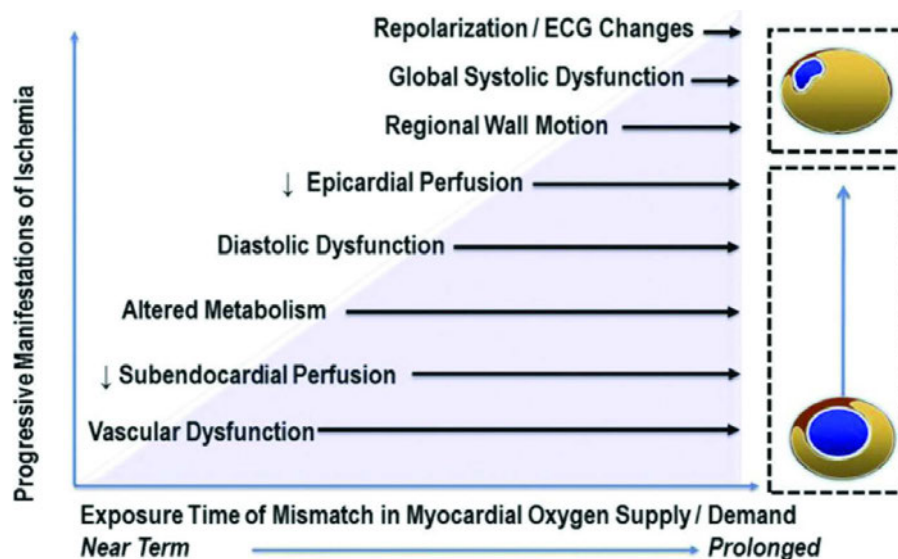 Repolarization / ECG Changes
Global Systolic Dysfunction
Regional Wall Motion
↓ Epicardial Perfusion
Diastolic Dysfunction
Altered Metabolism
↓ Subendocardial Perfusion
Vascular Dysfunction
Progressive Manifestations of Ischemia
Exposure Time of Mismatch in Myocardial Oxygen Supply / Demand
Near Term Prolonged